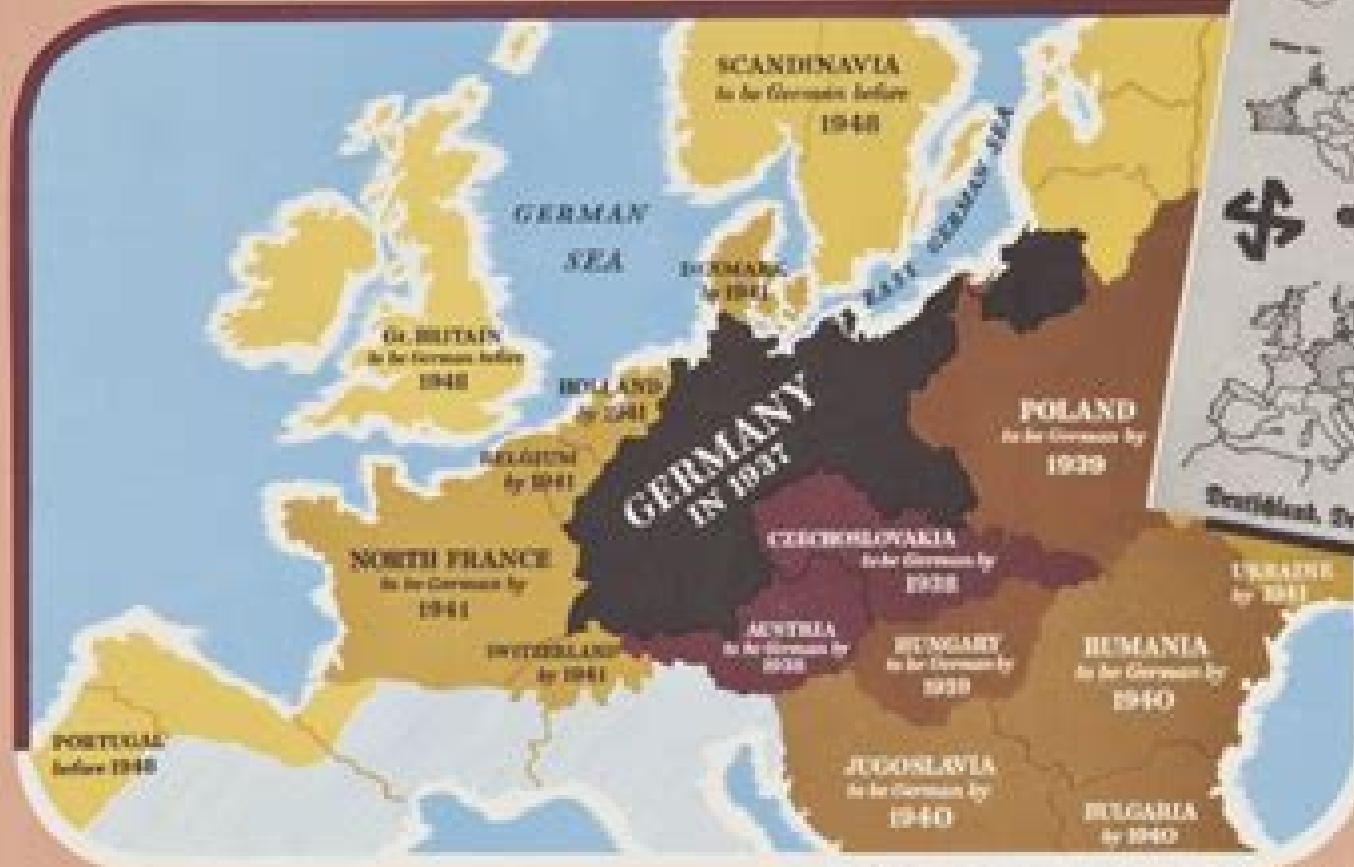 SCANDINAVIA
to be German before
1948
GERMAN
SEA
EAST GERMAN SEA
DENMARK
by 1941
Gt. BRITAIN
to be German before
1948
HOLLAND
by 1941
BELGIUM
by 1941
GERMANY
IN 1937
POLAND
to be German by
1939
Deutschland,
CZECHOSLOVAKIA
to be German by
1938
NORTH FRANCE
to be German by
1941
SWITZERLAND
by 1941
AUSTRIA
to be German by
1938
HUNGARY
to be German by
1939
RUMANIA
to be German by
1940
UKRAINE
by 1941
PORTUGAL
before 1948
JUGOSLAVIA
to be German by
1940
BULGARIA
by 1940